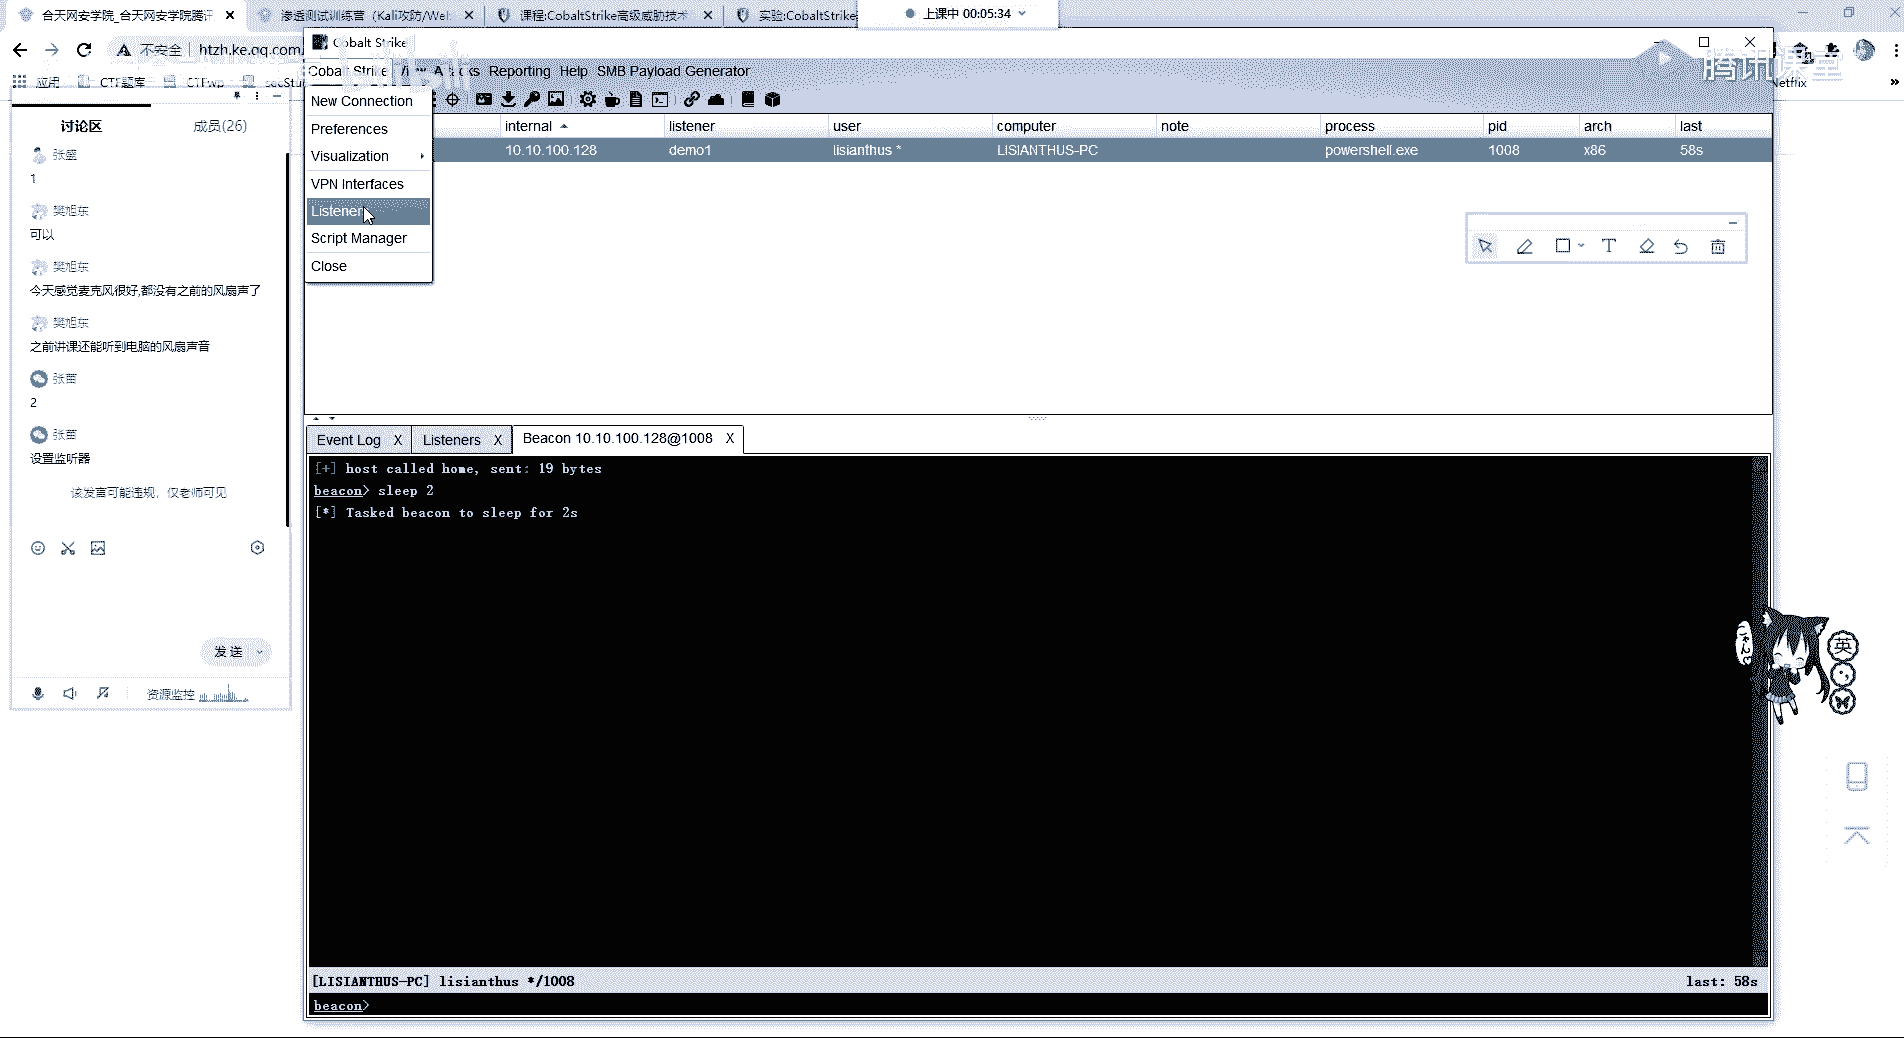 合天网安学院_合天网安学院腾讯
渗透测试训练营（Kali攻防/Wel
课程:CobaltStrike高级威胁技术
实验:CobaltStrike
上课中 00:05:34
不安全
htzh.ke.qq.com
应用
CTF题库
CTFwp
secStu
Netflix
腾讯课堂
讨论区
成员(26)
张盛
1
樊旭东
可以
樊旭东
今天感觉麦克风很好,都没有之前的风扇声了
樊旭东
之前讲课还能听到电脑的风扇声音
张苗
2
张苗
设置监听器
该发言可能违规，仅老师可见
发送
资源监控
Cobalt Strike
Cobalt Strike View Attacks Reporting Help SMB Payload Generator
New Connection
Preferences
Visualization
VPN Interfaces
Listeners
Script Manager
Close
internal listener user computer note process pid arch last
10.10.100.128 demo1 lisianthus * LISIANTHUS-PC powershell.exe 1008 x86 58s
Event Log X Listeners X Beacon 10.10.100.128@1008 X
[+] host called home, sent: 19 bytes
beacon> sleep 2
[*] Tasked beacon to sleep for 2s
[LISIANTHUS-PC] lisianthus */1008
last: 58s
beacon>
英